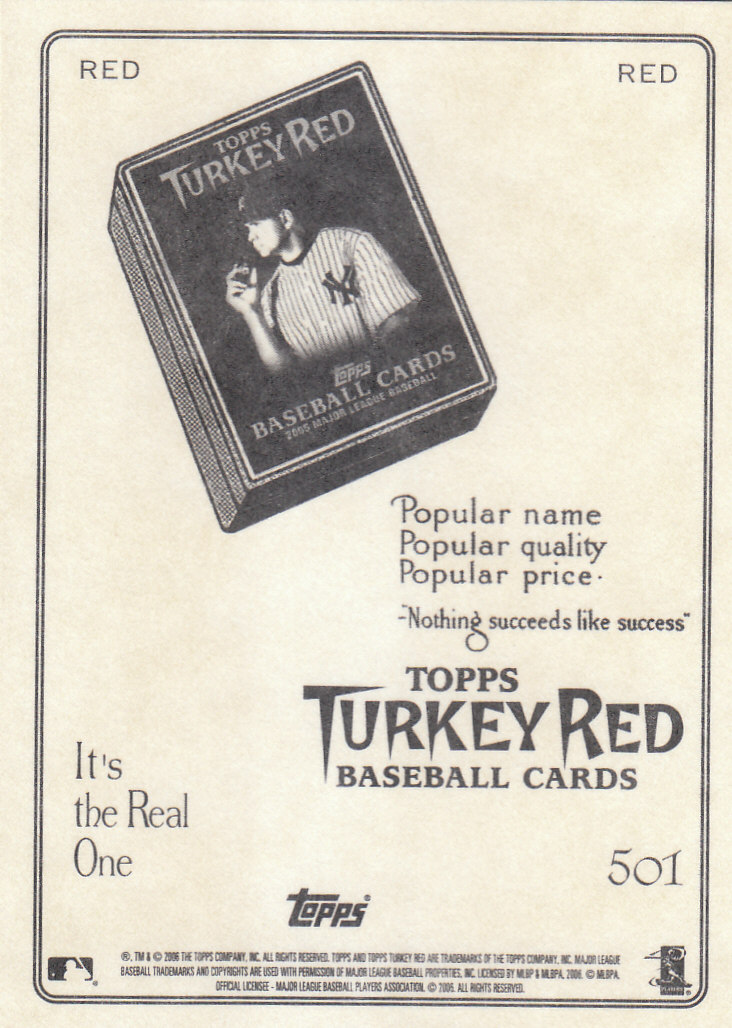 RED
RED
TOPPS
TURKEY RED
NY
Topps
BASEBALL CARDS
2005 MAJOR LEAGUE BASEBALL
Popular name
Popular quality
Popular price.
-"Nothing succeeds like success"
TOPPS
TURKEY RED
BASEBALL CARDS
It's
the Real
One
501
Topps®
®, TM & © 2006 THE TOPPS COMPANY, INC. ALL RIGHTS RESERVED. TOPPS AND TOPPS TURKEY RED ARE TRADEMARKS OF THE TOPPS COMPANY, INC. MAJOR LEAGUE
BASEBALL TRADEMARKS AND COPYRIGHTS ARE USED WITH PERMISSION OF MAJOR LEAGUE BASEBALL PROPERTIES, INC. LICENSED BY MLBP & MLBPA, 2006. © MLBPA.
OFFICIAL LICENSEE - MAJOR LEAGUE BASEBALL PLAYERS ASSOCIATION. © 2006. ALL RIGHTS RESERVED.
PLAYERS